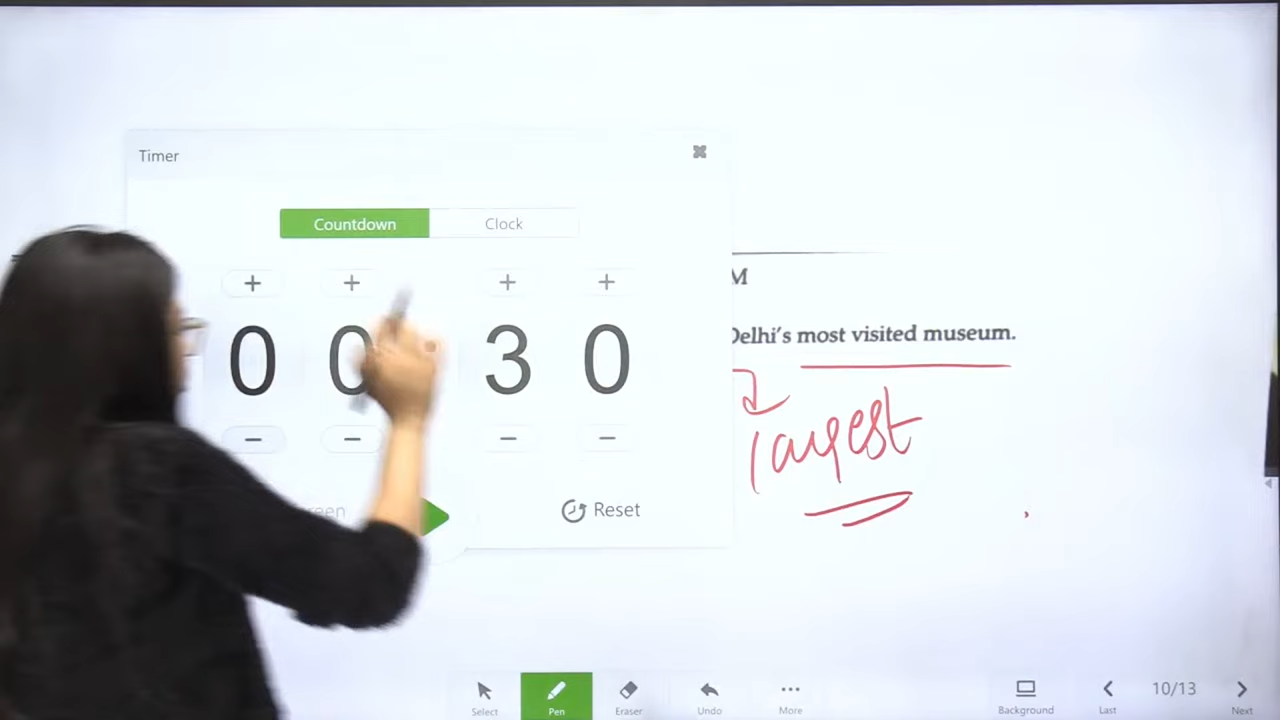 Timer
Countdown Clock
+ + + +
0 0 3 0
− − − −
reen
Reset
M
Delhi's most visited museum.
largest
Select
Pen
Eraser
Undo
More
Background
Last
10/13
Next